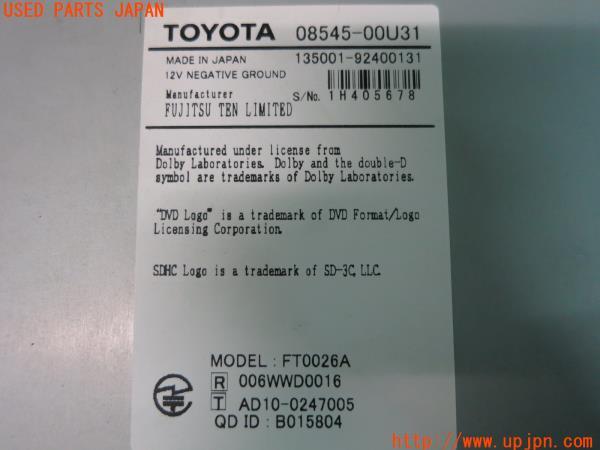 USED PARTS JAPAN
TOYOTA 08545-00U31
MADE IN JAPAN 135001-92400131
12V NEGATIVE GROUND
Manufacturer S/No. 1H405678
FUJITSU TEN LIMITED
Manufactured under license from
Dolby Laboratories. Dolby and the double-D
symbol are trademarks of Dolby Laboratories.
"DVD Logo" is a trademark of DVD Format/Logo
Licensing Corporation.
SDHC Logo is a trademark of SD-3C, LLC.
MODEL : FT0026A
R 006WWD0016
T AD10-0247005
QD ID : B015804
http://www.upjpn.com/